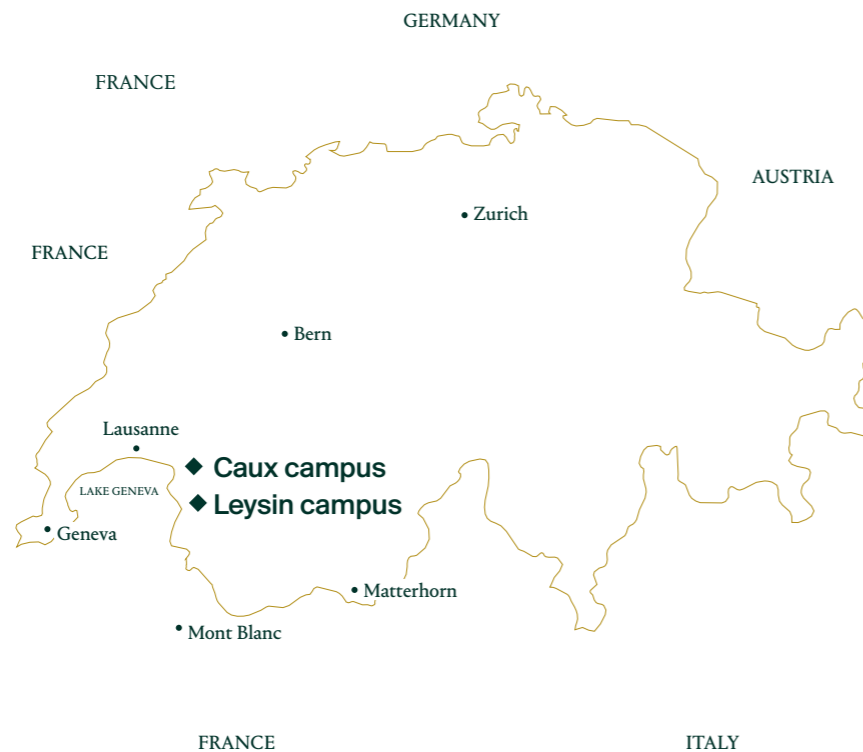 GERMANY
FRANCE
AUSTRIA
Zurich
FRANCE
Bern
Lausanne
Caux campus
LAKE GENEVA
Leysin campus
Geneva
Matterhorn
Mont Blanc
FRANCE
ITALY